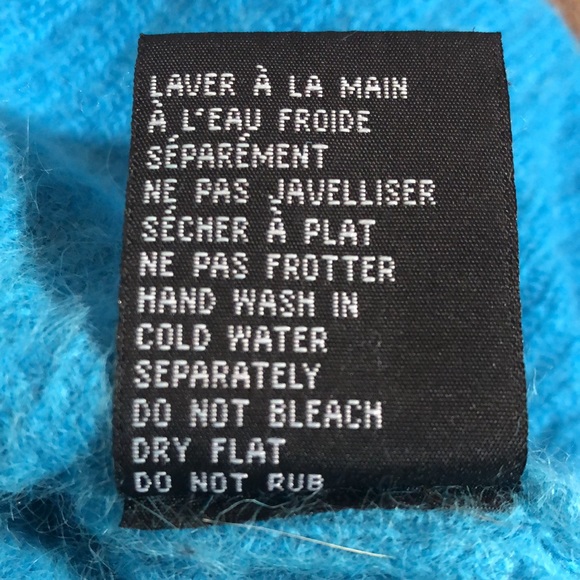 LAVER À LA MAIN
À L'EAU FROIDE
SÉPARÉMENT
NE PAS JAVELLISER
SÉCHER À PLAT
NE PAS FROTTER
HAND WASH IN
COLD WATER
SEPARATELY
DO NOT BLEACH
DRY FLAT
DO NOT RUB